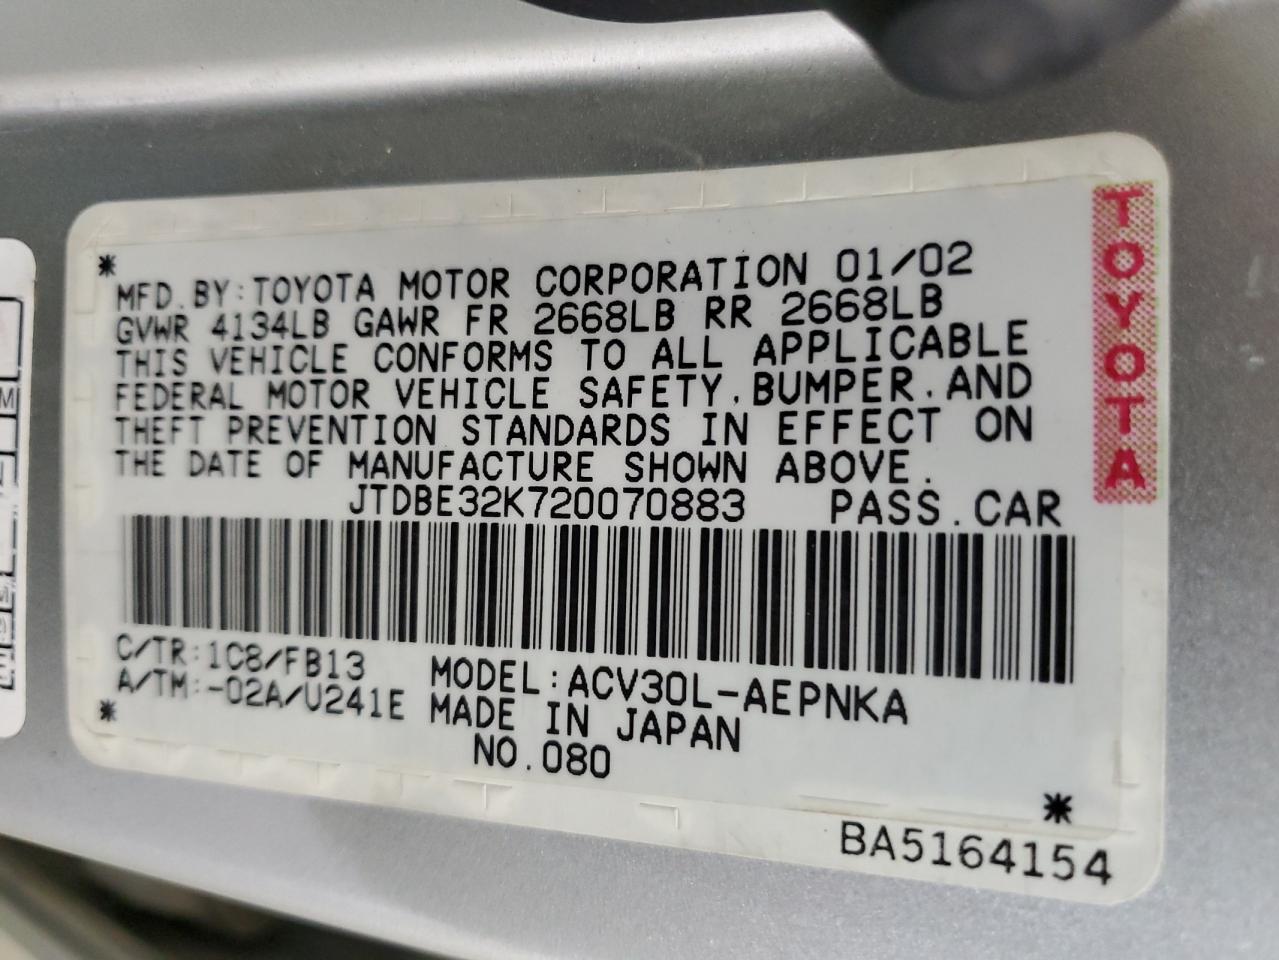 * MFD. BY: TOYOTA MOTOR CORPORATION 01/02
GVWR 4134LB GAWR FR 2668LB RR 2668LB
THIS VEHICLE CONFORMS TO ALL APPLICABLE
FEDERAL MOTOR VEHICLE SAFETY, BUMPER, AND
THEFT PREVENTION STANDARDS IN EFFECT ON
THE DATE OF MANUFACTURE SHOWN ABOVE.
JTDBE32K720070883 PASS. CAR
C/TR: 1C8/FB13 MODEL: ACV30L-AEPNKA
A/TM: -02A/U241E MADE IN JAPAN
* NO. 080 *
BA5164154
TOYOTA